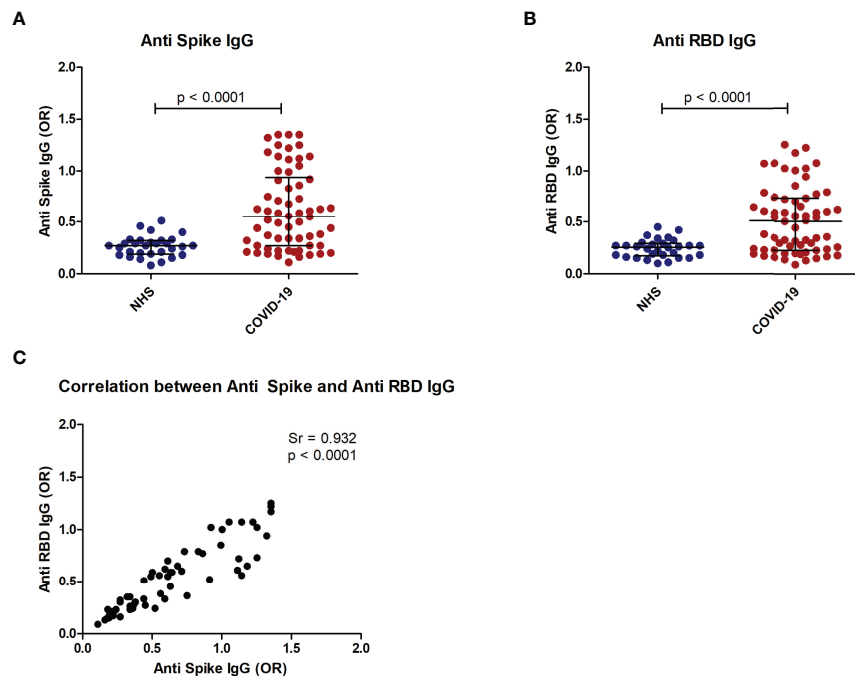 A
Anti Spike IgG
2.0
1.5
1.0
0.5
0.0
Anti Spike IgG (OR)
p < 0.0001
NHS
COVID-19
B
Anti RBD IgG
2.0
1.5
1.0
0.5
0.0
Anti RBD IgG (OR)
p < 0.0001
NHS
COVID-19
C
Correlation between Anti Spike and Anti RBD IgG
2.0
1.5
1.0
0.5
0.0
Anti RBD IgG (OR)
Sr = 0.932
p < 0.0001
0.0 0.5 1.0 1.5 2.0
Anti Spike IgG (OR)